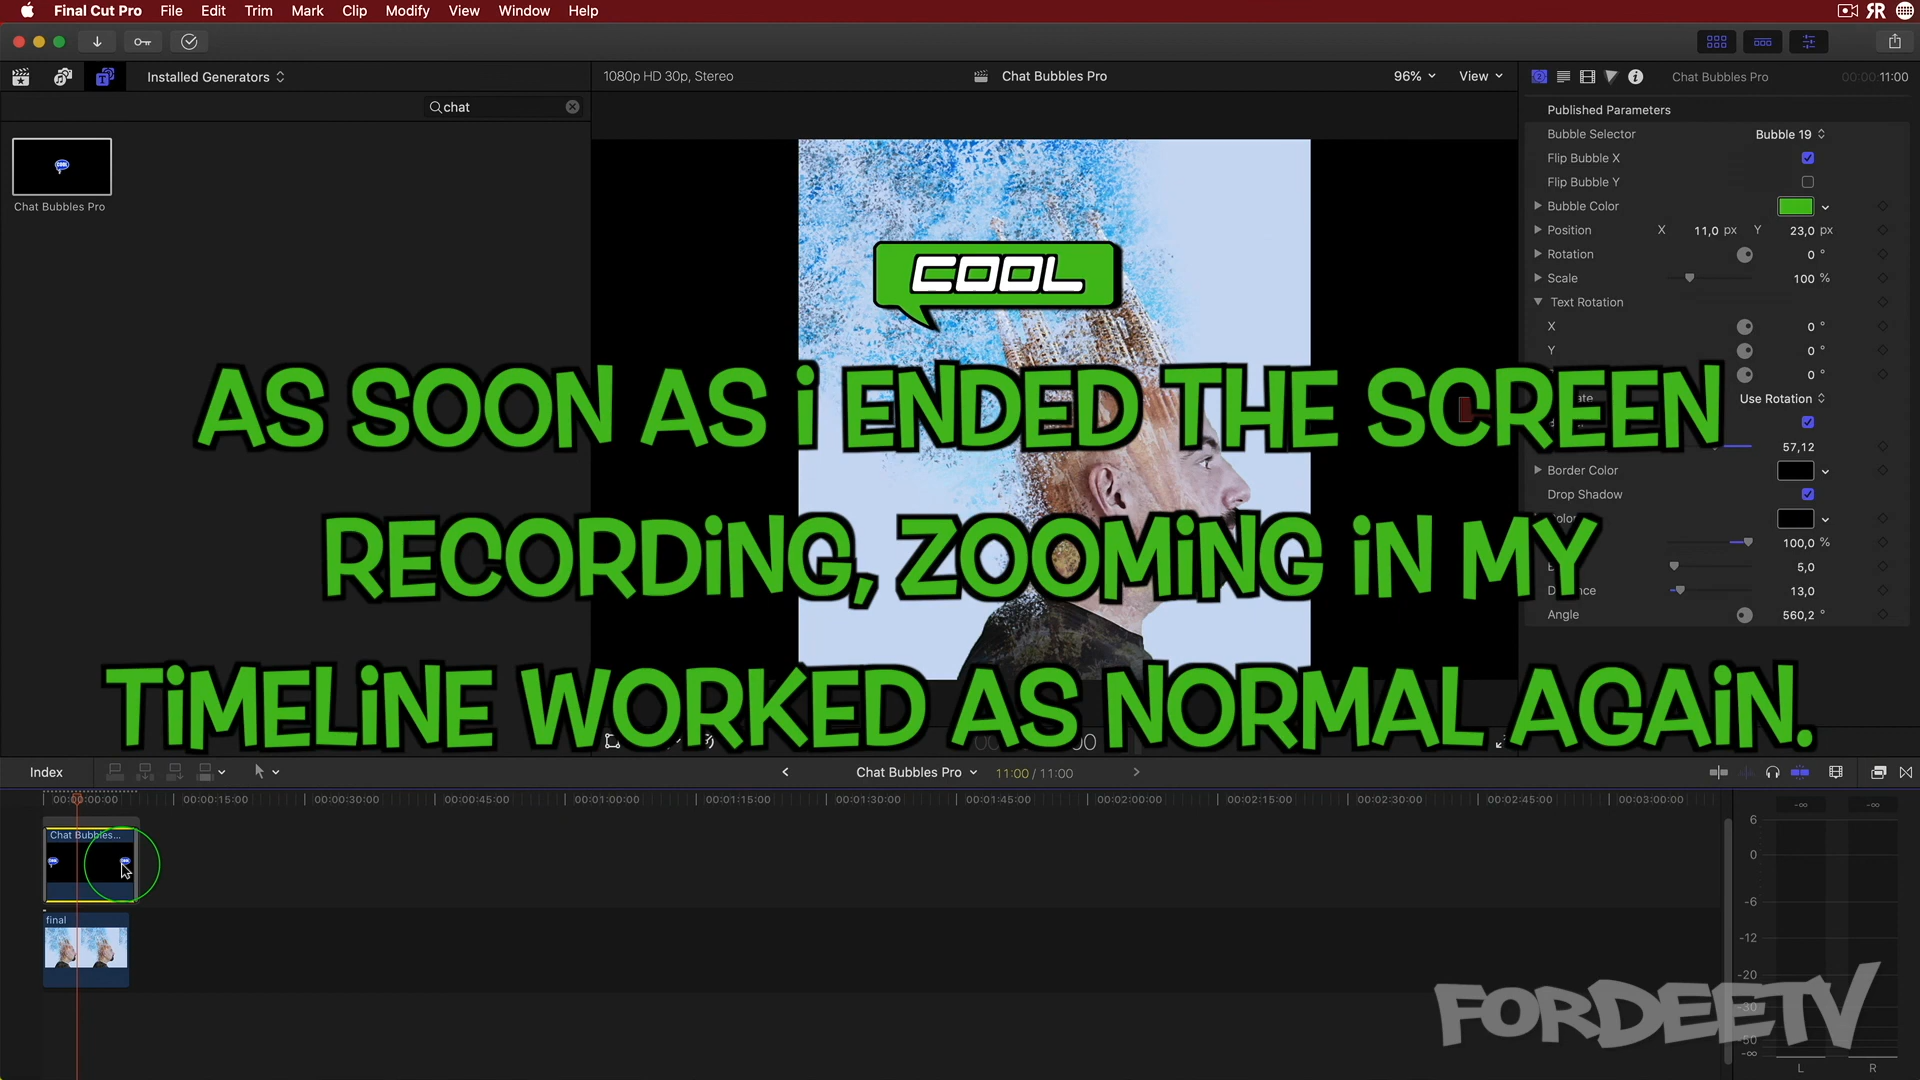 Final Cut Pro File Edit Trim Mark Clip Modify View Window Help
Installed Generators
1080p HD 30p, Stereo
Chat Bubbles Pro
96%
View
Chat Bubbles Pro
00:00:11:00
chat
Chat Bubbles Pro
Published Parameters
Bubble Selector Bubble 19
Flip Bubble X
Flip Bubble Y
Bubble Color
Position X 11,0 px Y 23,0 px
Rotation 0 °
Scale 100 %
Text Rotation
X 0 °
Y 0 °
0 °
Use Rotation
57,12
Border Color
Drop Shadow
100,0 %
5,0
13,0
Angle 560,2 °
COOL
AS SOON AS i ENDED THE SCREEN
RECORDiNG, ZOOMiNG iN MY
TiMELiNE WORKED AS NORMAL AGAiN.
Index
Chat Bubbles Pro
11:00 / 11:00
00:00:00:00 00:00:15:00 00:00:30:00 00:00:45:00 00:01:00:00 00:01:15:00 00:01:30:00 00:01:45:00 00:02:00:00 00:02:15:00 00:02:30:00 00:02:45:00 00:03:00:00
Chat Bubbles...
final
-∞ -∞
6
0
-6
-12
-20
-30
-50
-∞
L R
FORDEETV